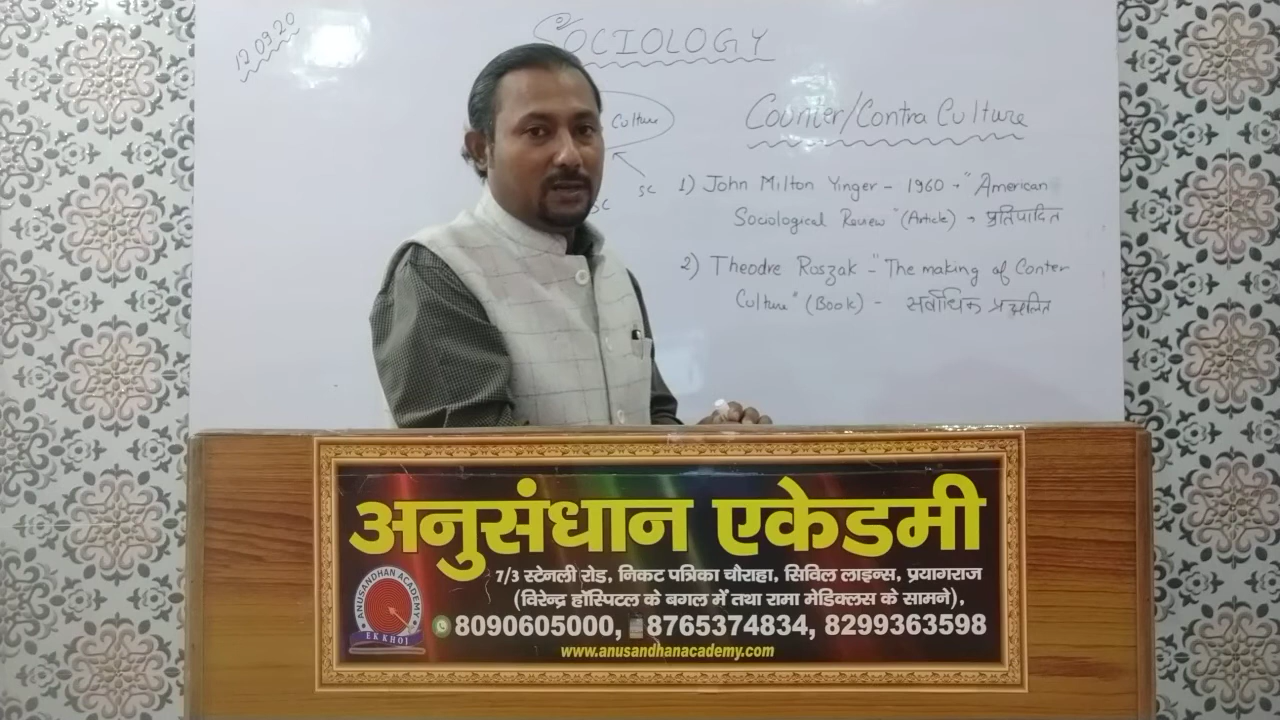 12.09.20
SOCIOLOGY
Culture
SC
SC
Counter/Contra Culture
1) John Milton Yinger - 1960 → "American
Sociological Review" (Article) → प्रतिपादित
2) Theodre Roszak - "The making of Conter
Culture" (Book) - सर्वाधिक प्रचलित
अनुसंधान एकेडमी
7/3 स्टेनली रोड, निकट पत्रिका चौराहा, सिविल लाइन्स, प्रयागराज
(विरेन्द्र हॉस्पिटल के बगल में तथा रामा मेडिक्लस के सामने),
8090605000, 8765374834, 8299363598
www.anusandhanacademy.com
ANUSANDHAN ACADEMY
EK KHOJ